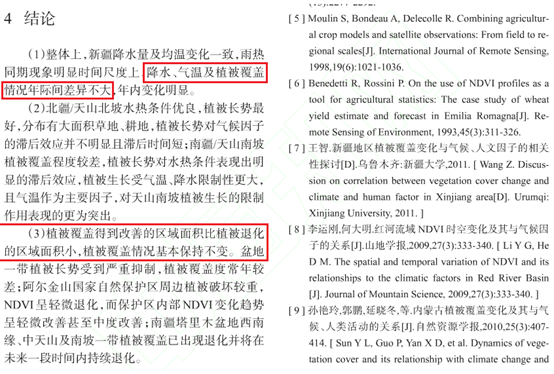 4 结论
(1)整体上,新疆降水量及均温变化一致,雨热
同期现象明显时间尺度上,降水、气温及植被覆盖
情况年际间差异不大,年内变化明显。
(2)北疆/天山北坡水热条件优良,植被长势最
好,分布有大面积草地、耕地,植被长势对气候因子
的滞后效应并不明显且滞后时间短;南疆/天山南坡
植被覆盖程度较差,植被长势对水热条件表现出明
显的滞后效应,植被生长受气温、降水限制性更大,
且气温作为主要因子,对天山南坡植被生长的限制
作用表现的更为突出。
(3)植被覆盖得到改善的区域面积比植被退化
的区域面积小,植被覆盖情况基本保持不变。盆地
一带植被长势受到严重抑制,植被覆盖度常年较
差;阿尔金山国家自然保护区周边植被破坏较重,
NDVI呈轻微退化,而保护区内部NDVI变化趋势
呈轻微改善甚至中度改善;南疆塔里木盆地西南
缘、中天山及南坡一带植被覆盖已出现退化并将在
未来一段时间内持续退化。
[5] Moulin S, Bondeau A, Delecolle R. Combining agricultur-
al crop models and satellite observations: From field to re-
gional scales[J]. International Journal of Remote Sensing,
1998,19(6):1021-1036.
[6] Benedetti R, Rossini P. On the use of NDVI profiles as a
tool for agricultural statistics: The case study of wheat
yield estimate and forecast in Emilia Romagna[J]. Re-
mote Sensing of Environment, 1993,45(3):311-326.
[7] 王智.新疆地区植被覆盖变化与气候、人文因子的相关
性探讨[D].乌鲁木齐:新疆大学,2011. [ Wang Z. Discus-
sion on correlation between vegetation cover change and
climate and human factor in Xinjiang area[D]. Urumqi:
Xinjiang University, 2011. ]
[8] 李运刚,何大明.红河流域NDVI时空变化及其与气候因
子的关系[J].山地学报,2009,27(3):333-340. [ Li Y G, He
D M. The spatial and temporal variation of NDVI and its
relationships to the climatic factors in Red River Basin
[J]. Journal of Mountain Science, 2009,27(3):333-340. ]
[9] 孙艳玲,郭鹏,延晓冬,等.内蒙古植被覆盖变化及其与气
候、人类活动的关系[J].自然资源学报,2010,25(3):407-
414. [ Sun Y L, Guo P, Yan X D, et al. Dynamics of vege-
tation cover and its relationship with climate change and